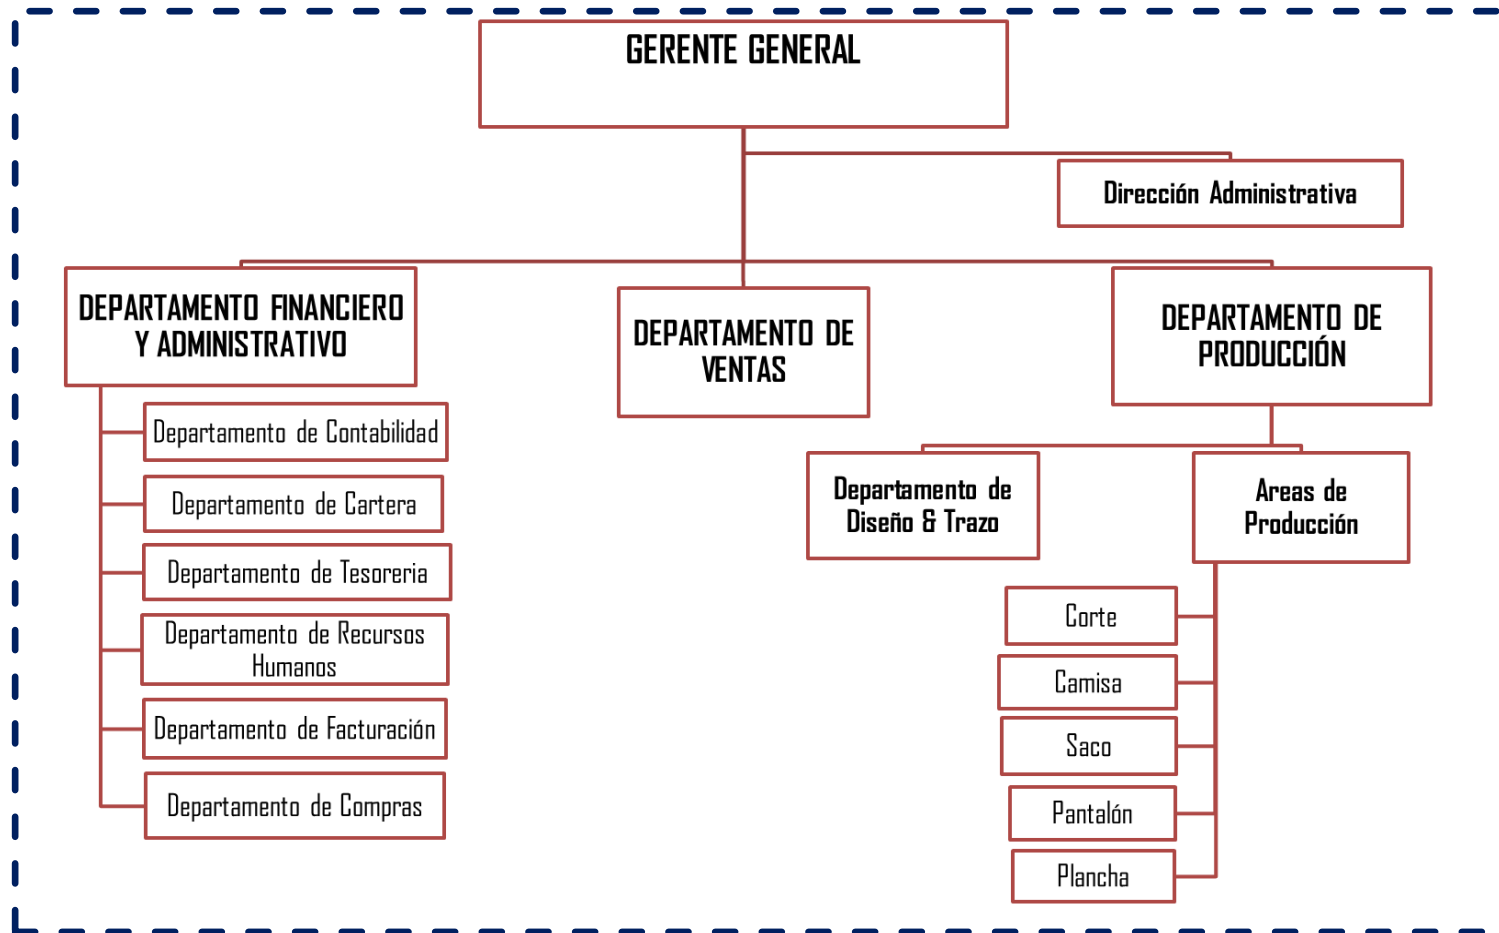 GERENTE GENERAL
Dirección Administrativa
DEPARTAMENTO FINANCIERO
Y ADMINISTRATIVO
DEPARTAMENTO DE
VENTAS
DEPARTAMENTO DE
PRODUCCIÓN
Departamento de Contabilidad
Departamento de Cartera
Departamento de Tesoreria
Departamento de Recursos
Humanos
Departamento de Facturación
Departamento de Compras
Departamento de
Diseño & Trazo
Areas de
Producción
Corte
Camisa
Saco
Pantalón
Plancha